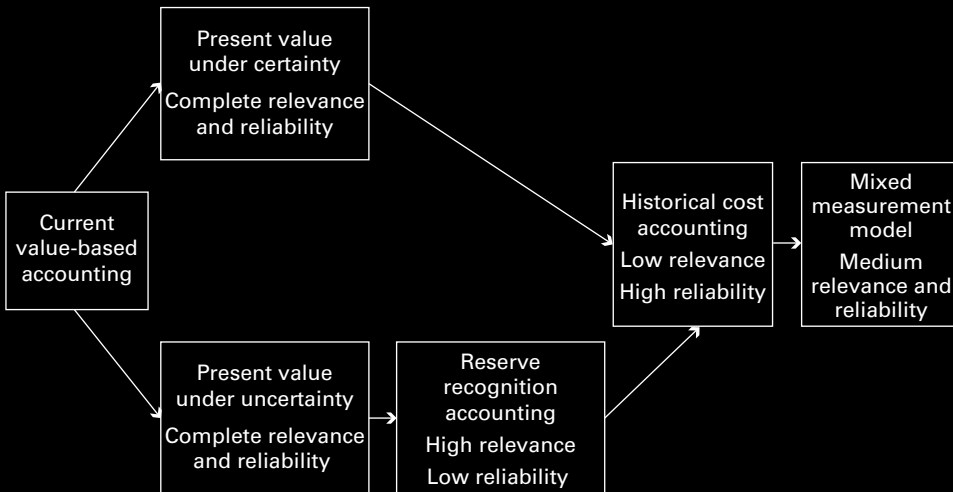 Present value
under certainty
Complete relevance
and reliability
Current
value-based
accounting
Historical cost
accounting
Low relevance
High reliability
Mixed
measurement
model
Medium
relevance and
reliability
Present value
under uncertainty
Complete relevance
and reliability
Reserve
recognition
accounting
High relevance
Low reliability